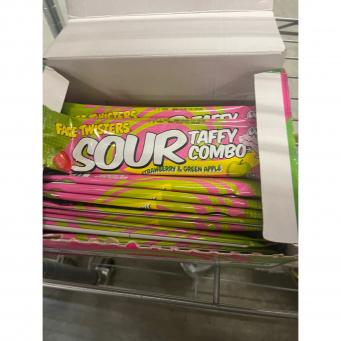 FACE TWISTERS
SOUR
TAFFY
COMBO
STRAWBERRY & GREEN APPLE